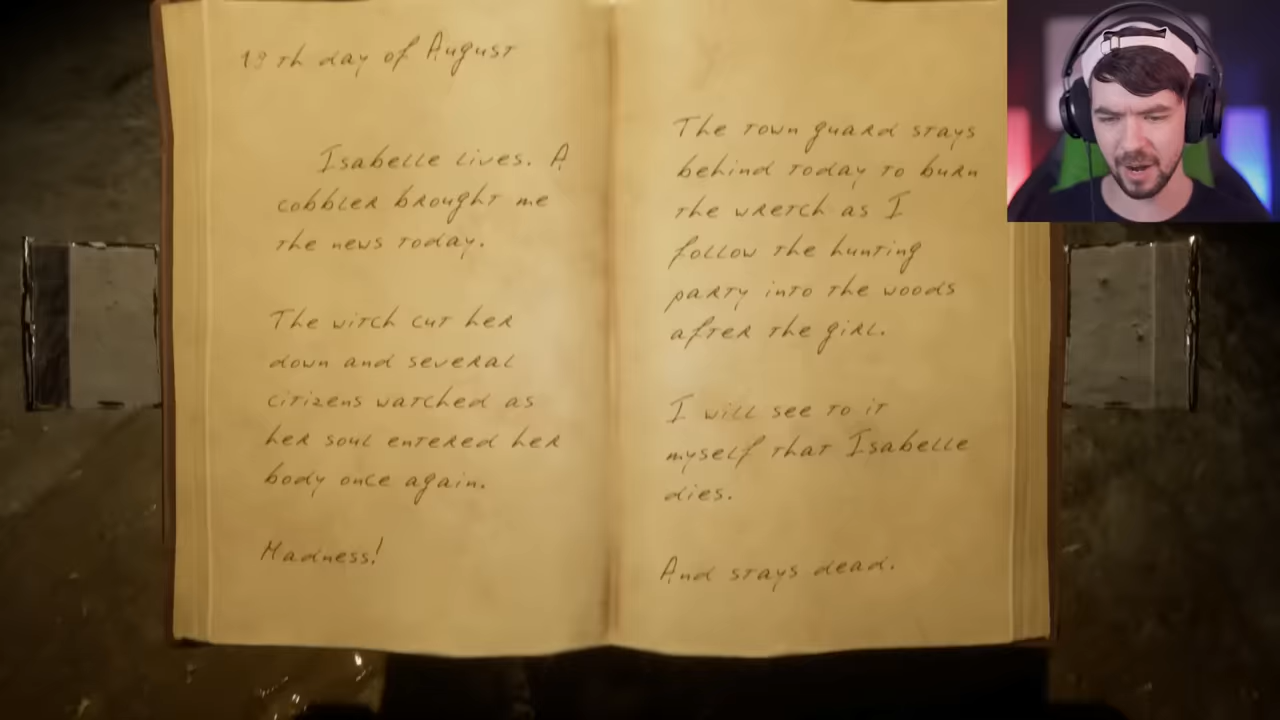 19th day of August
Isabelle lives. A
cobbler brought me
the news today.
The witch cut her
down and several
citizens watched as
her soul entered her
body once again.
Madness!
The town guard stays
behind today to burn
the wretch as I
follow the hunting
party into the woods
after the girl.
I will see to it
myself that Isabelle
dies.
And stays dead.